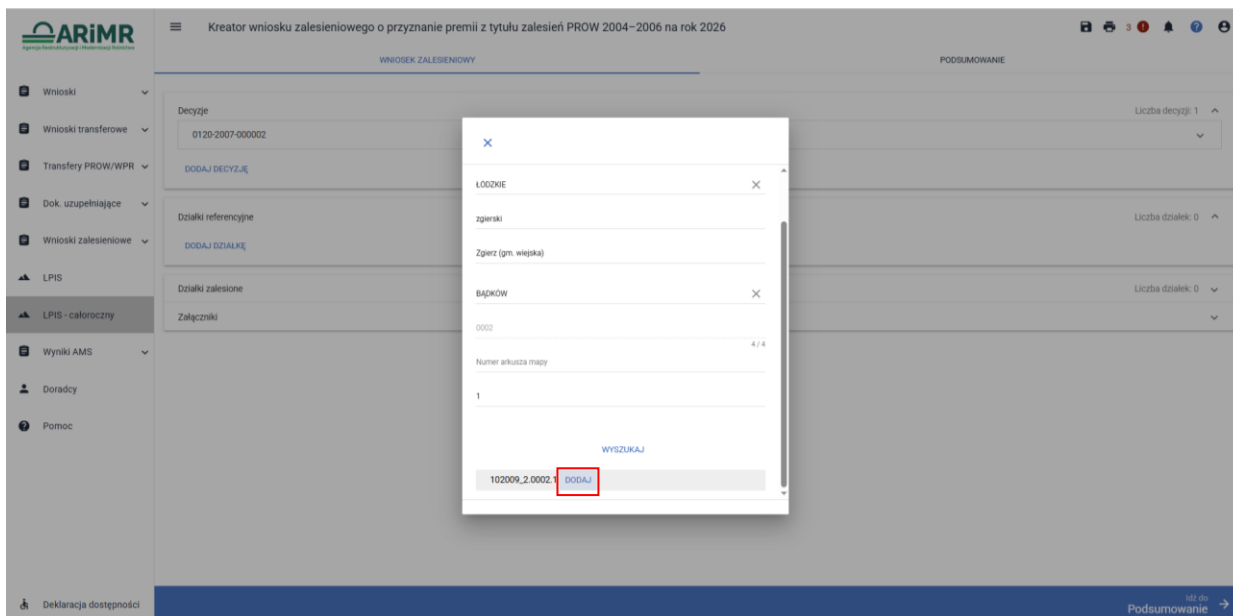 ARiMR
Agencja Restrukturyzacji i Modernizacji Rolnictwa
Kreator wniosku zalesieniowego o przyznanie premii z tytułu zalesień PROW 2004–2006 na rok 2026
3
WNIOSEK ZALESIENIOWY
PODSUMOWANIE
Wnioski
Wnioski transferowe
Transfery PROW/WPR
Dok. uzupełniające
Wnioski zalesieniowe
LPIS
LPIS - całoroczny
Wyniki AMS
Doradcy
Pomoc
Deklaracja dostępności
Decyzje
Liczba decyzji: 1
0120-2007-000002
DODAJ DECYZJĘ
Działki referencyjne
Liczba działek: 0
DODAJ DZIAŁKĘ
Działki zalesione
Liczba działek: 0
Załączniki
ŁÓDZKIE
zgierski
Zgierz (gm. wiejska)
BĄDKÓW
0002
4 / 4
Numer arkusza mapy
1
WYSZUKAJ
102009_2.0002.1 DODAJ
Idź do
Podsumowanie